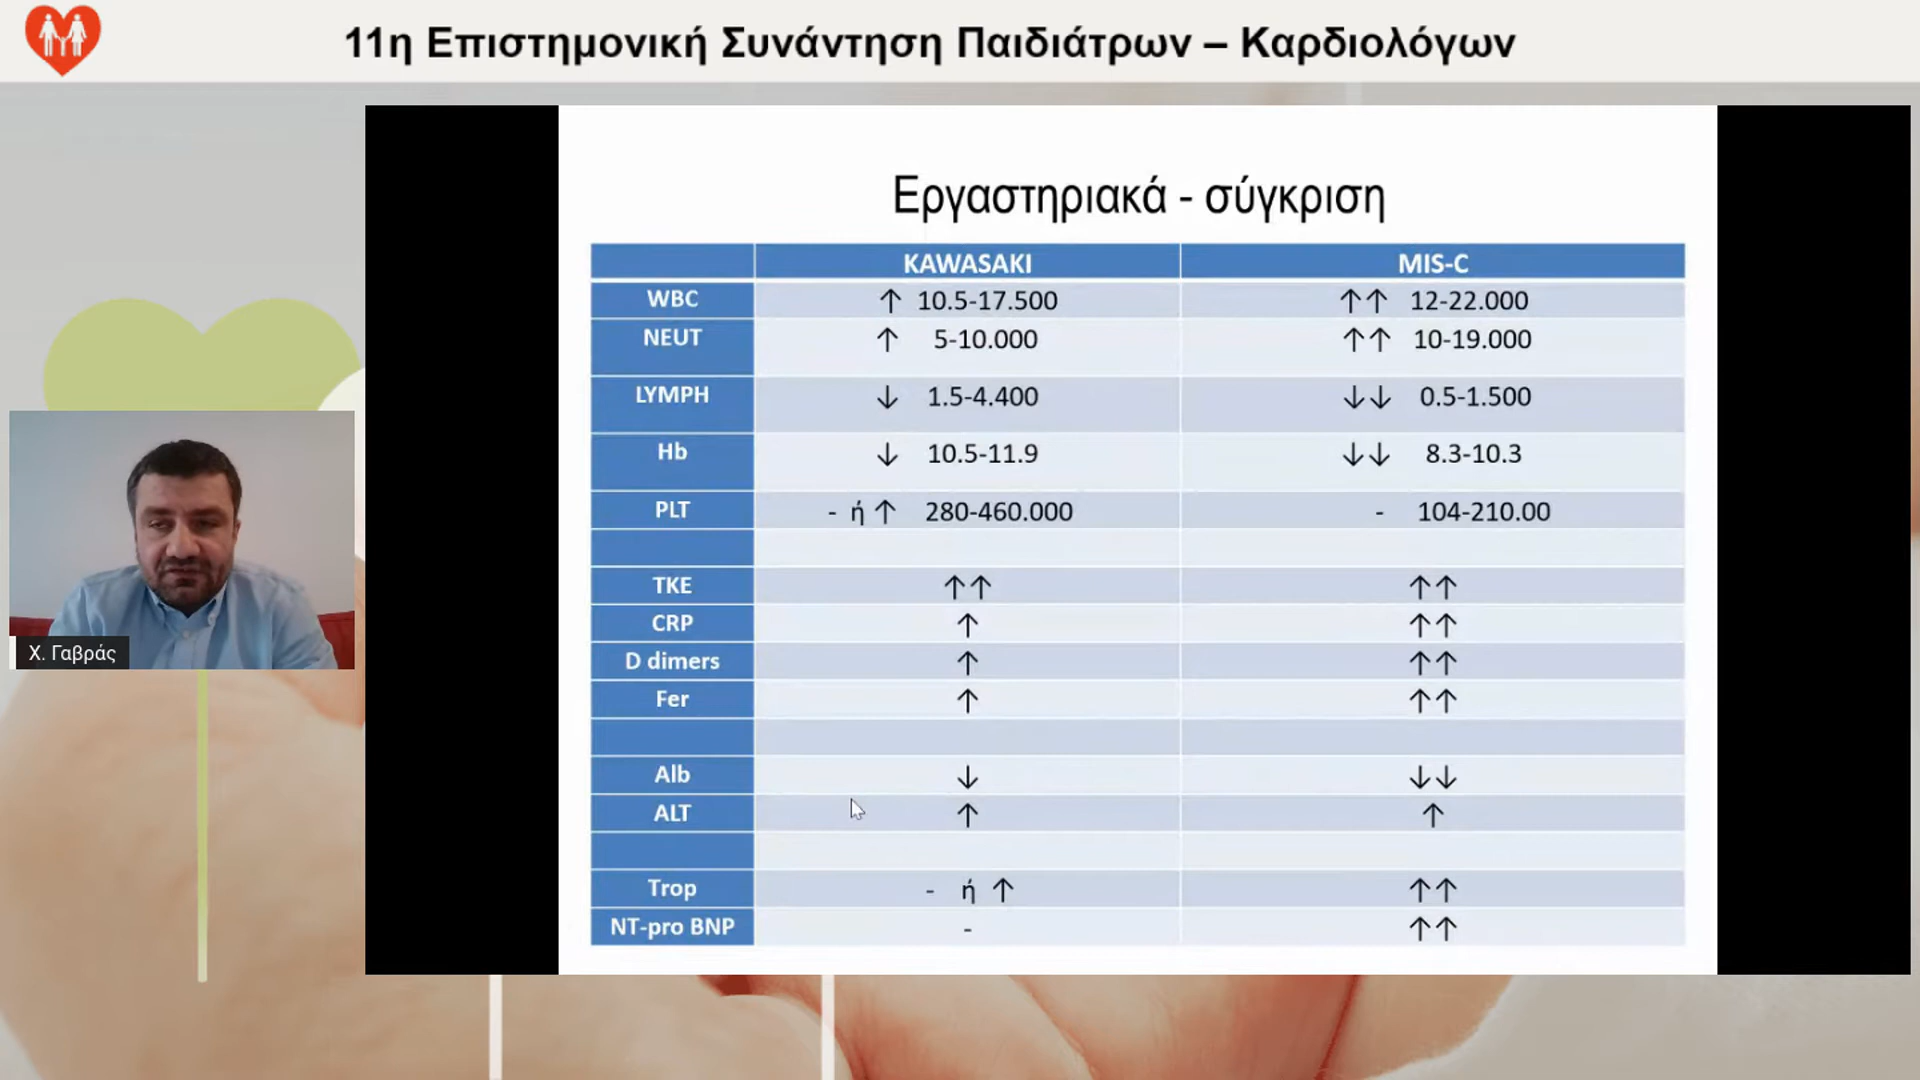 11η Επιστημονική Συνάντηση Παιδιάτρων – Καρδιολόγων
Εργαστηριακά - σύγκριση
KAWASAKI MIS-C
WBC ↑ 10.5-17.500 ↑↑ 12-22.000
NEUT ↑ 5-10.000 ↑↑ 10-19.000
LYMPH ↓ 1.5-4.400 ↓↓ 0.5-1.500
Hb ↓ 10.5-11.9 ↓↓ 8.3-10.3
PLT - ή ↑ 280-460.000 - 104-210.00
ΤΚΕ ↑↑ ↑↑
CRP ↑ ↑↑
D dimers ↑ ↑↑
Fer ↑ ↑↑
Alb ↓ ↓↓
ALT ↑ ↑
Trop - ή ↑ ↑↑
NT-pro BNP - ↑↑
Χ. Γαβράς